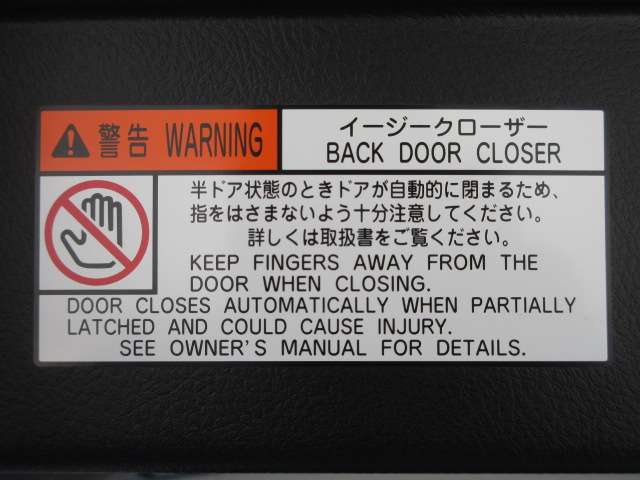 警告 WARNING
イージークローザー
BACK DOOR CLOSER
半ドア状態のときドアが自動的に閉まるため、
指をはさまないよう十分注意してください。
詳しくは取扱書をご覧ください。
KEEP FINGERS AWAY FROM THE
DOOR WHEN CLOSING.
DOOR CLOSES AUTOMATICALLY WHEN PARTIALLY
LATCHED AND COULD CAUSE INJURY.
SEE OWNER'S MANUAL FOR DETAILS.